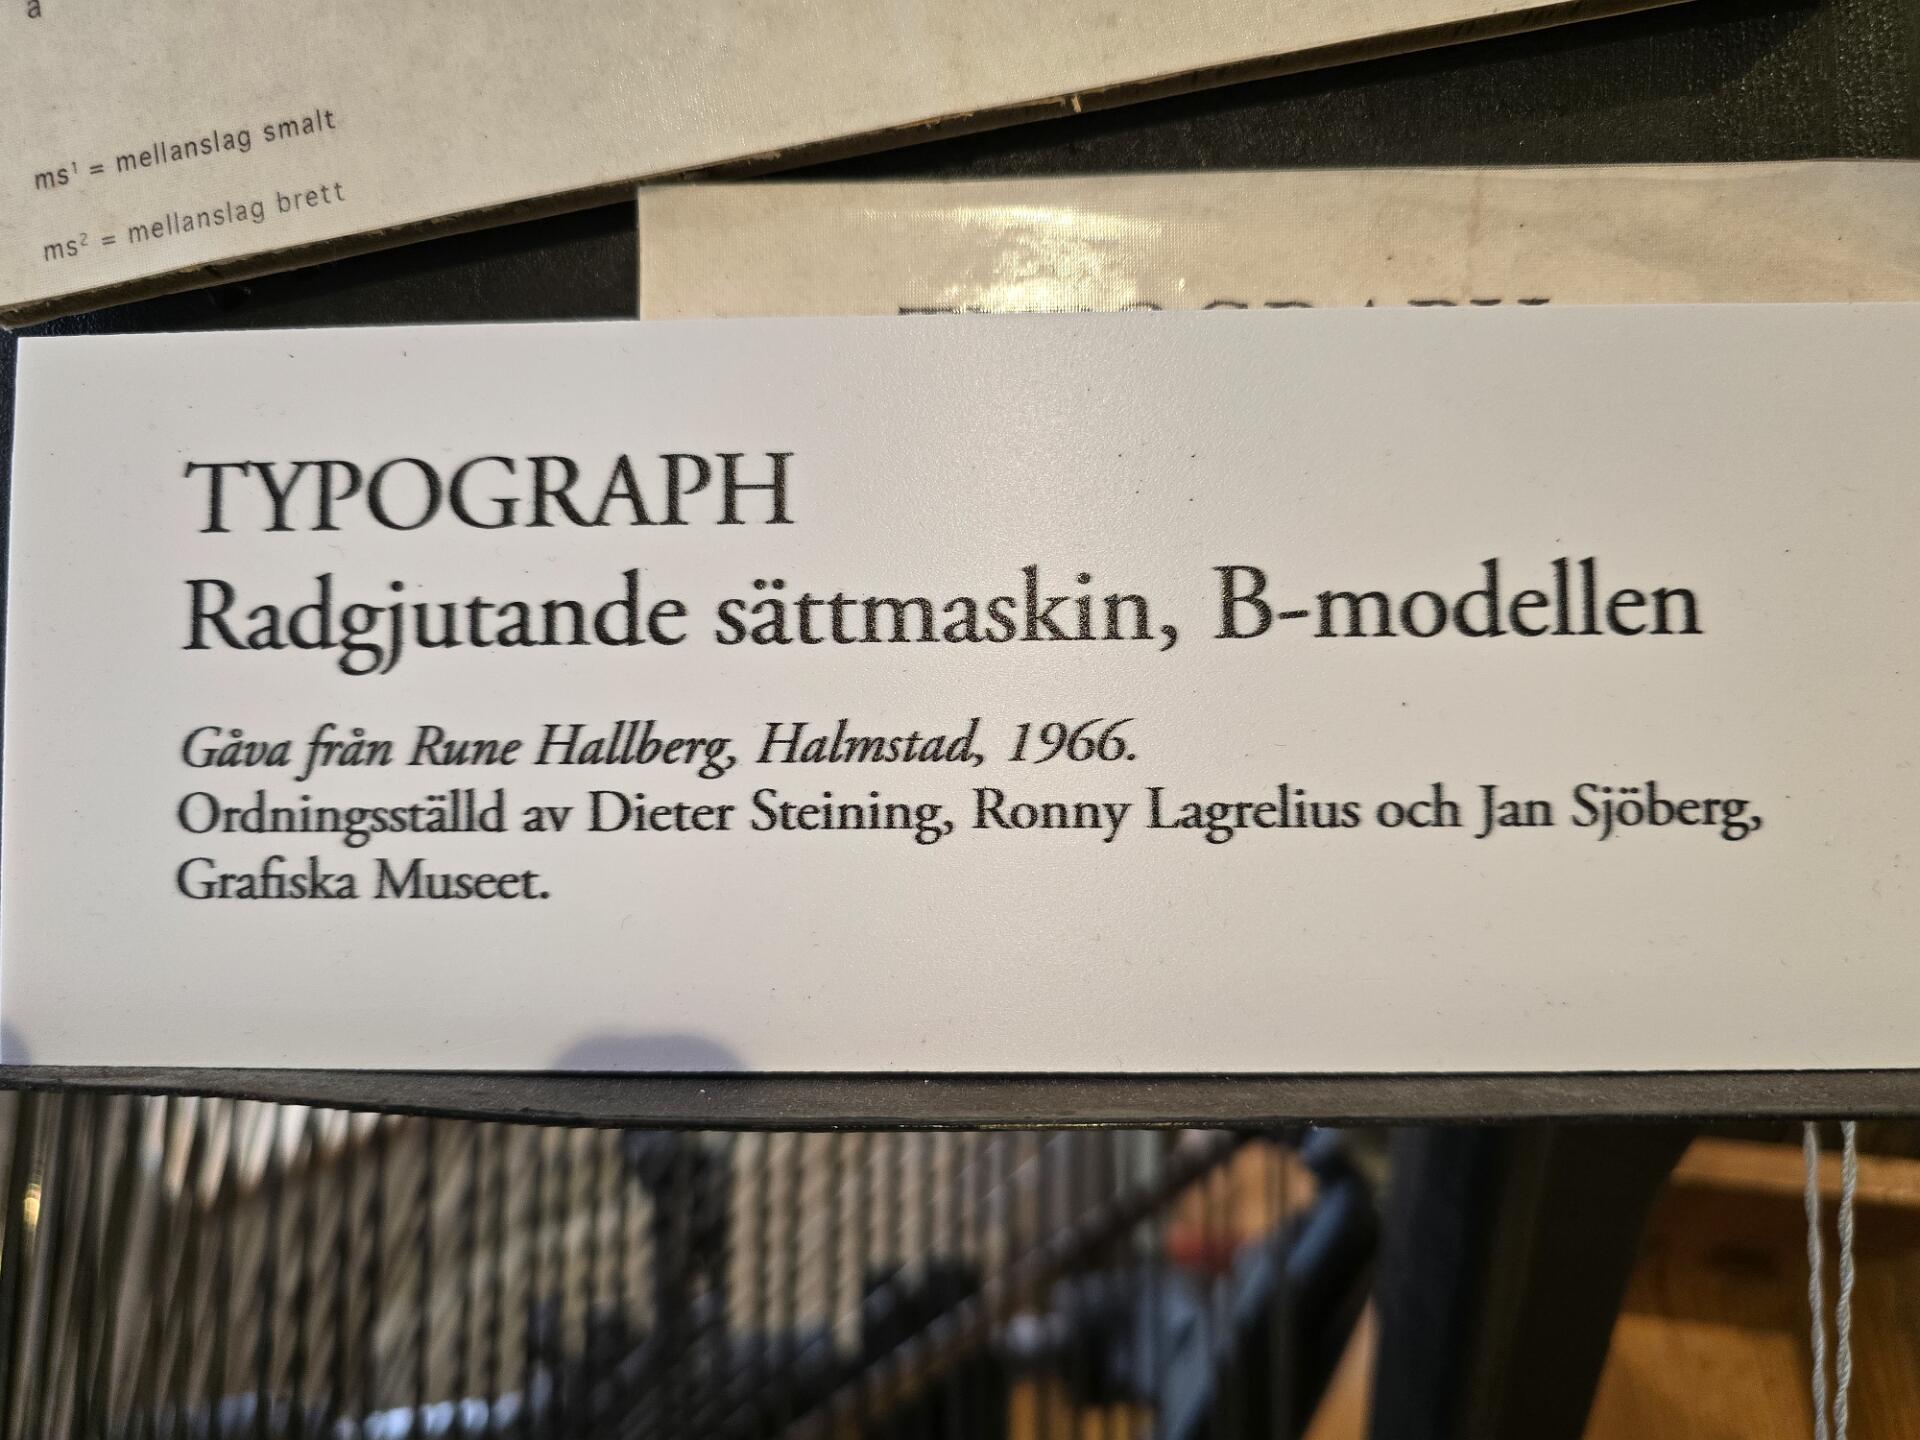 a
ms¹ = mellanslag smalt
ms² = mellanslag brett
TYPOGRAPH
Radgjutande sättmaskin, B-modellen
Gåva från Rune Hallberg, Halmstad, 1966.
Ordningsställd av Dieter Steining, Ronny Lagrelius och Jan Sjöberg,
Grafiska Museet.